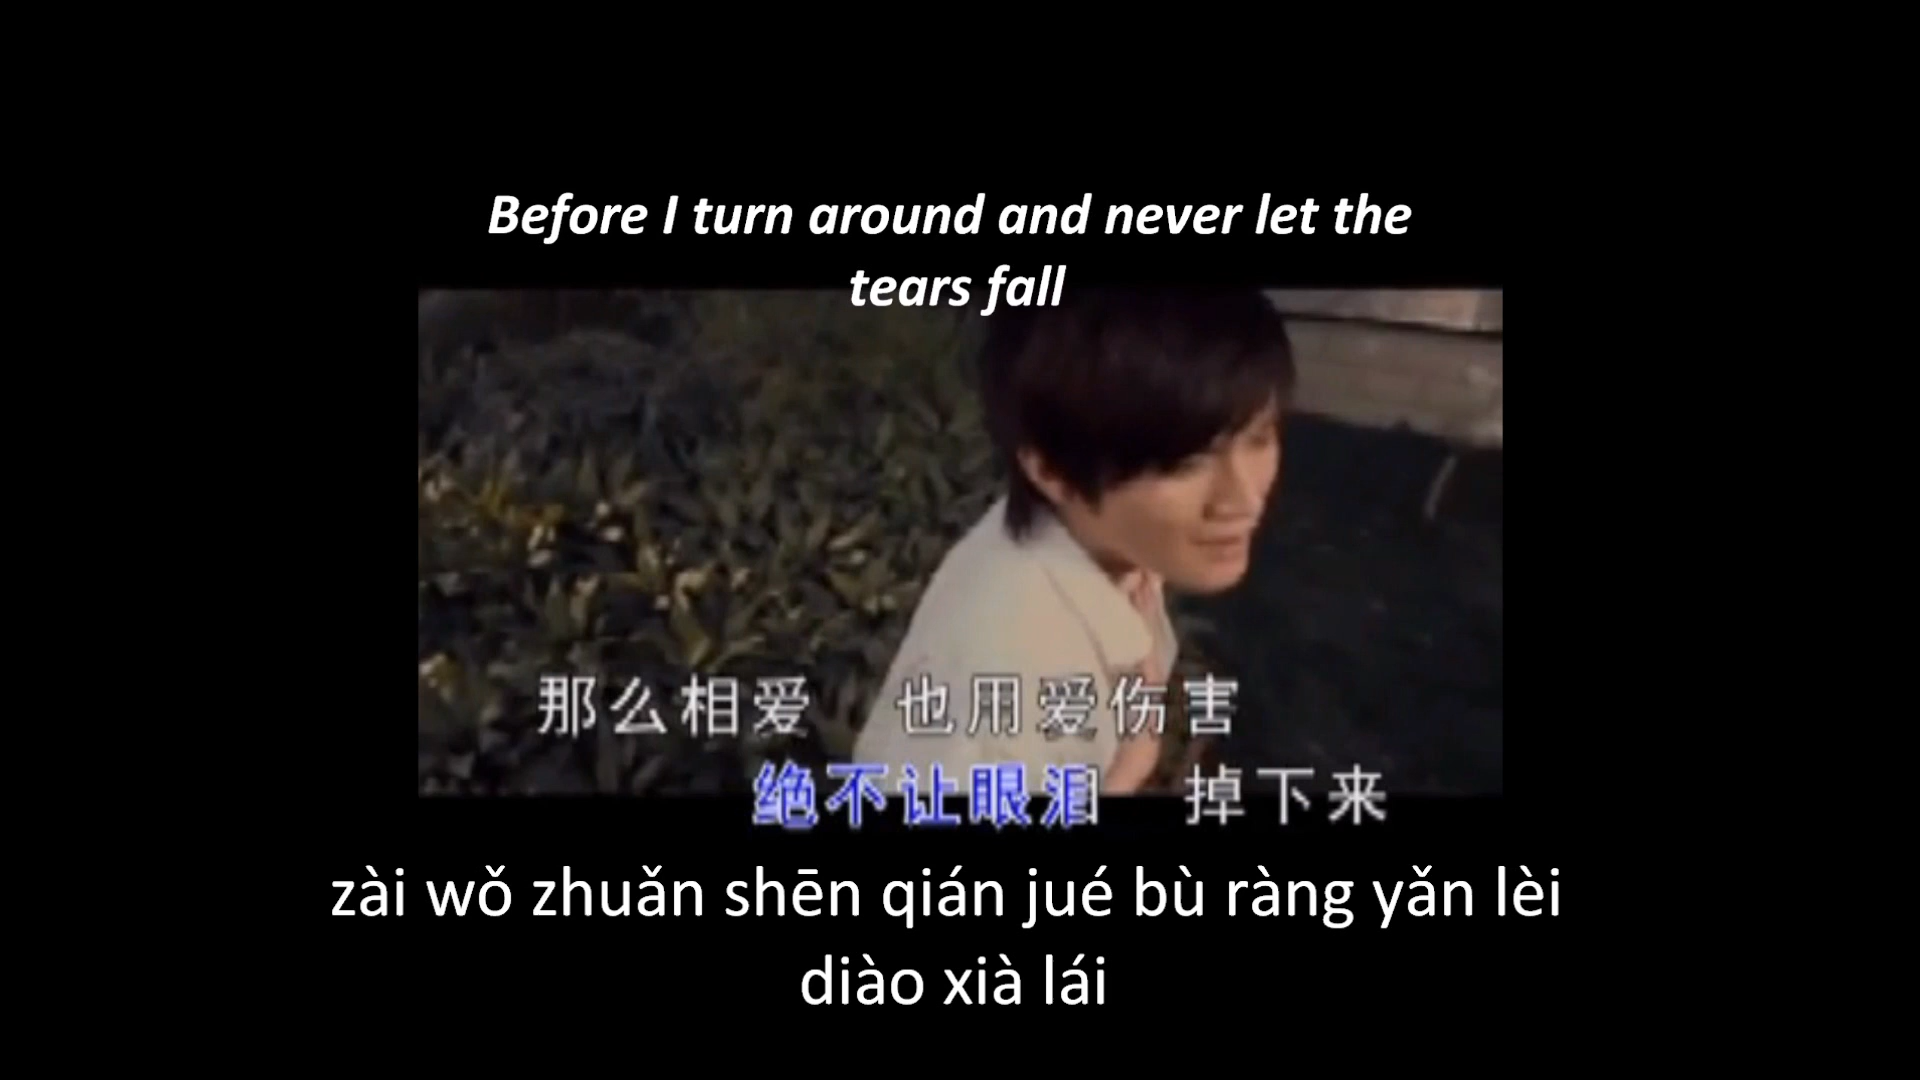 Before I turn around and never let the
tears fall
那么相爱 也用爱伤害
绝不让眼泪 掉下来
zài wǒ zhuǎn shēn qián jué bù ràng yǎn lèi
diào xià lái